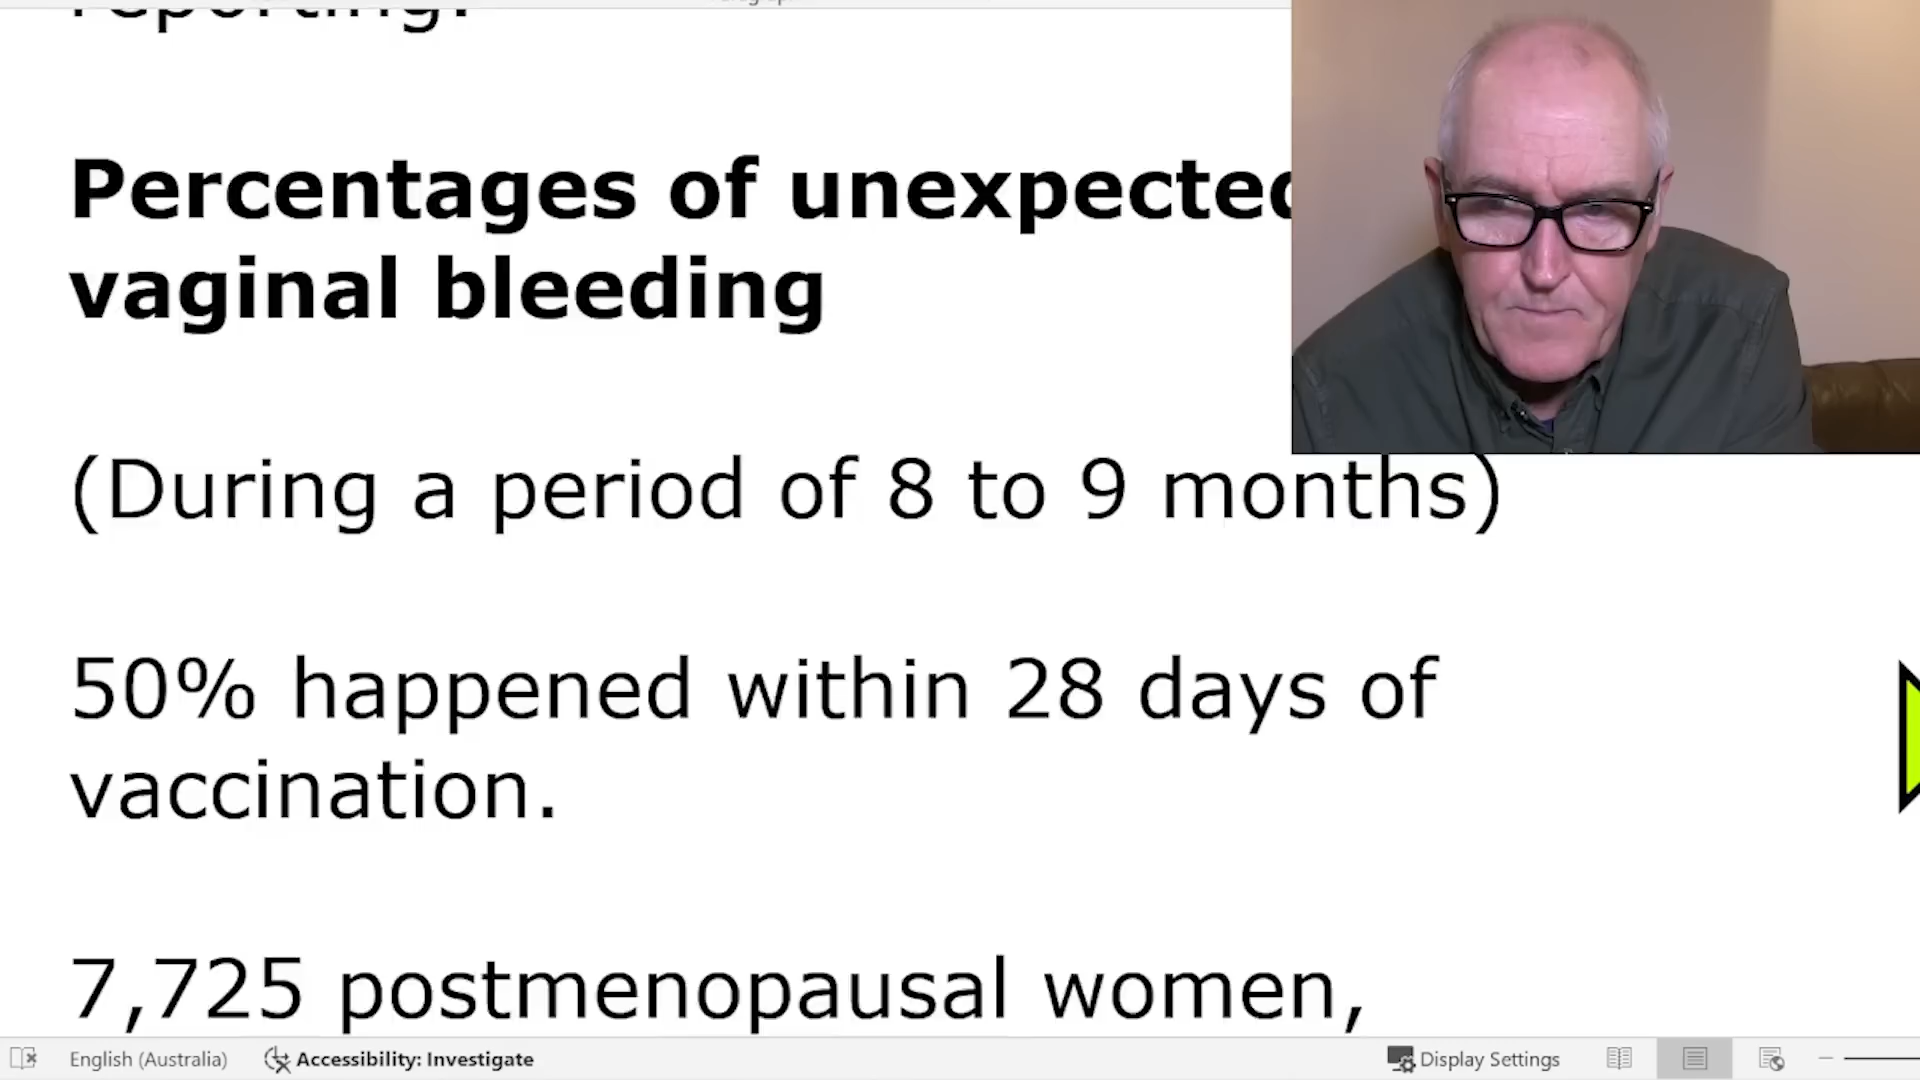 reporting.
Percentages of unexpected
vaginal bleeding
(During a period of 8 to 9 months)
50% happened within 28 days of
vaccination.
7,725 postmenopausal women,
English (Australia) Accessibility: Investigate Display Settings